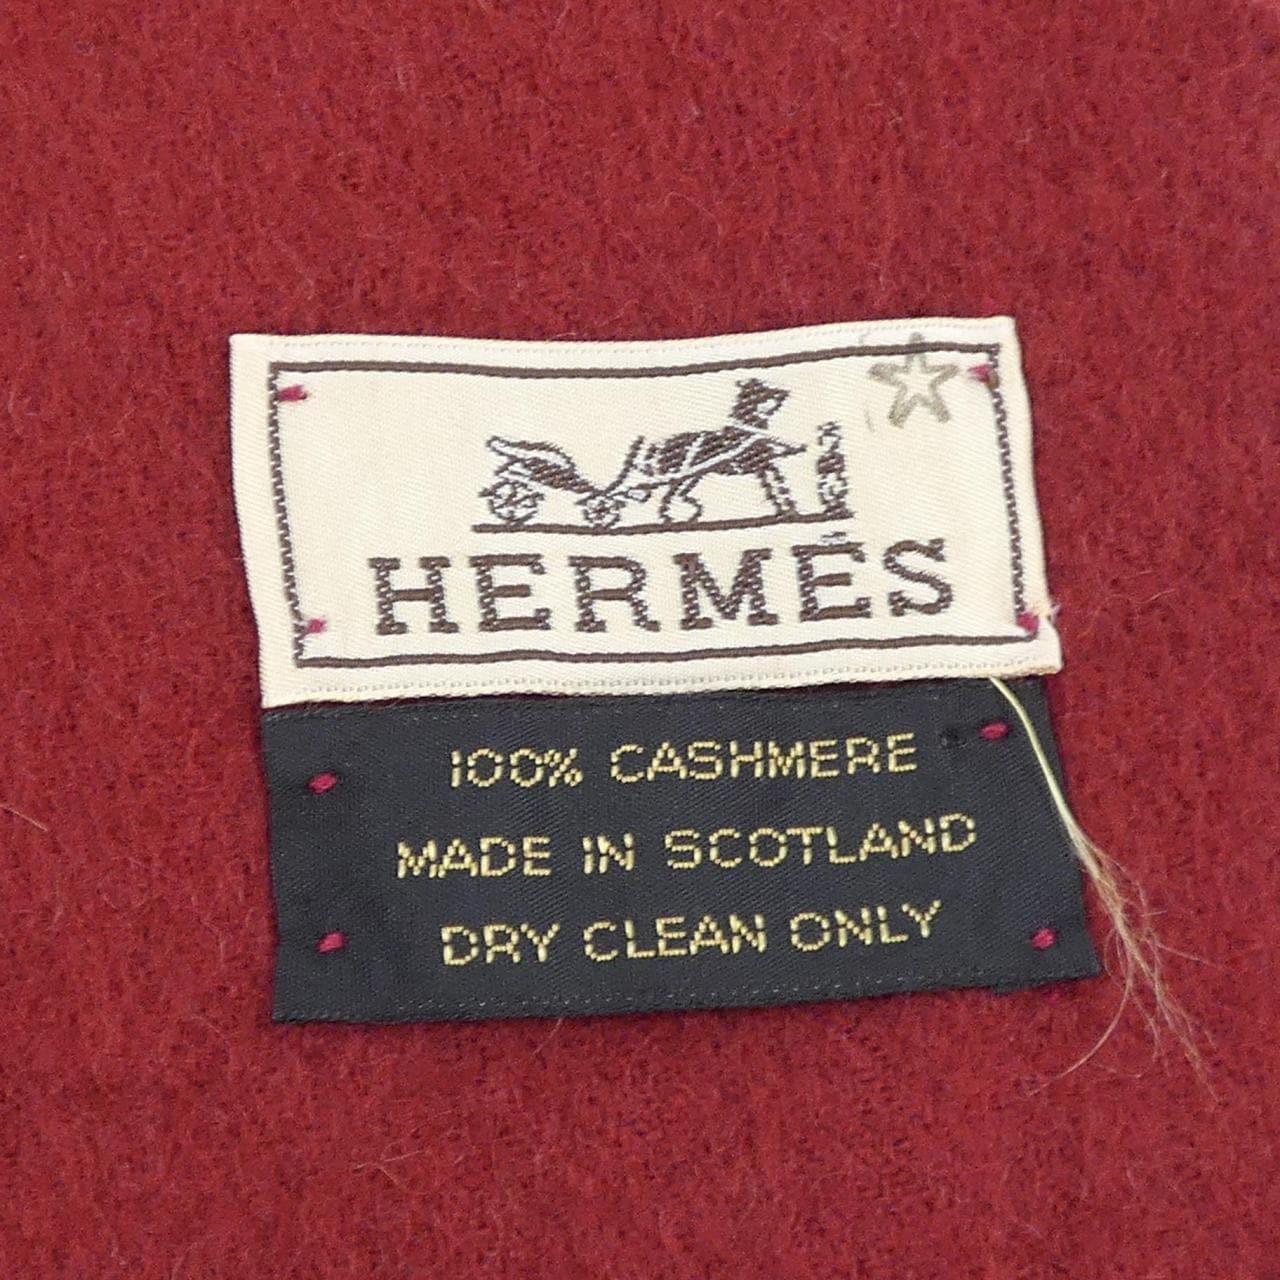 HERMÈS
100% CASHMERE
MADE IN SCOTLAND
DRY CLEAN ONLY